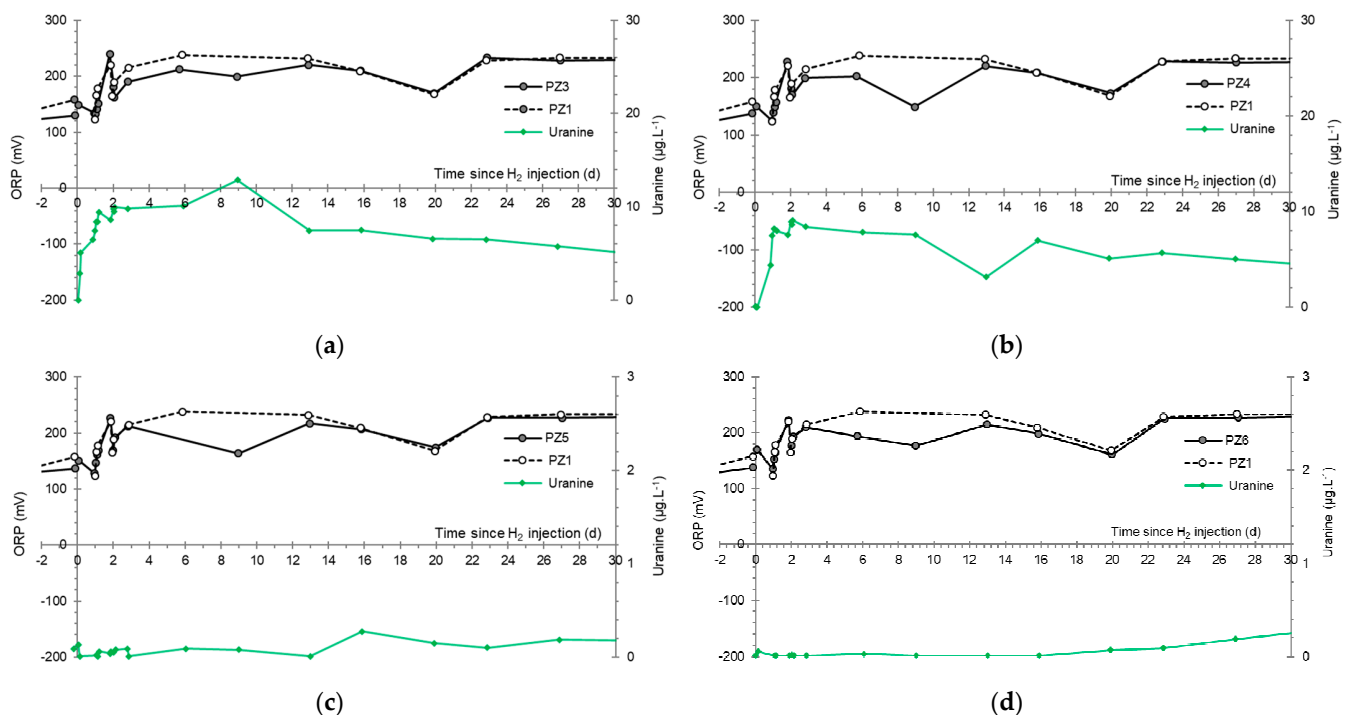 300
200
100
0
-100
-200
ORP (mV)
-2 0 2 4 6 8 10 12 14 16 18 20 22 24 26 28 30
Time since H2 injection (d)
PZ3
PZ1
Uranine
30
20
10
0
Uranine (µg.L-1)
(a)
300
200
100
0
-100
-200
ORP (mV)
-2 0 2 4 6 8 10 12 14 16 18 20 22 24 26 28 30
Time since H2 injection (d)
PZ4
PZ1
Uranine
30
20
10
0
Uranine (µg.L-1)
(b)
300
200
100
0
-100
-200
ORP (mV)
-2 0 2 4 6 8 10 12 14 16 18 20 22 24 26 28 30
Time since H2 injection (d)
PZ5
PZ1
Uranine
3
2
1
0
Uranine (µg.L-1)
(c)
300
200
100
0
-100
-200
ORP (mV)
-2 0 2 4 6 8 10 12 14 16 18 20 22 24 26 28 30
Time since H2 injection (d)
PZ6
PZ1
Uranine
3
2
1
0
Uranine (µg.L-1)
(d)